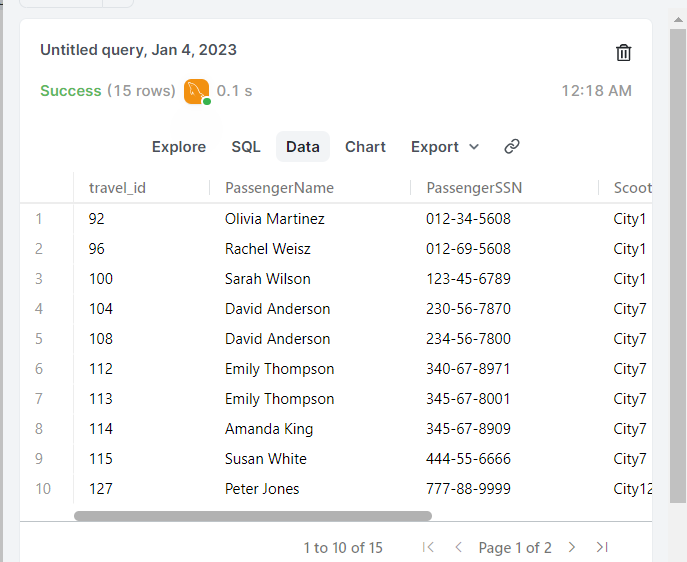 Untitled query, Jan 4, 2023
Success (15 rows) 0.1 s 12:18 AM
Explore SQL Data Chart Export
travel_id PassengerName PassengerSSN Scoot
1 92 Olivia Martinez 012-34-5608 City1
2 96 Rachel Weisz 012-69-5608 City1
3 100 Sarah Wilson 123-45-6789 City1
4 104 David Anderson 230-56-7870 City7
5 108 David Anderson 234-56-7800 City7
6 112 Emily Thompson 340-67-8971 City7
7 113 Emily Thompson 345-67-8001 City7
8 114 Amanda King 345-67-8909 City7
9 115 Susan White 444-55-6666 City7
10 127 Peter Jones 777-88-9999 City12
1 to 10 of 15 Page 1 of 2